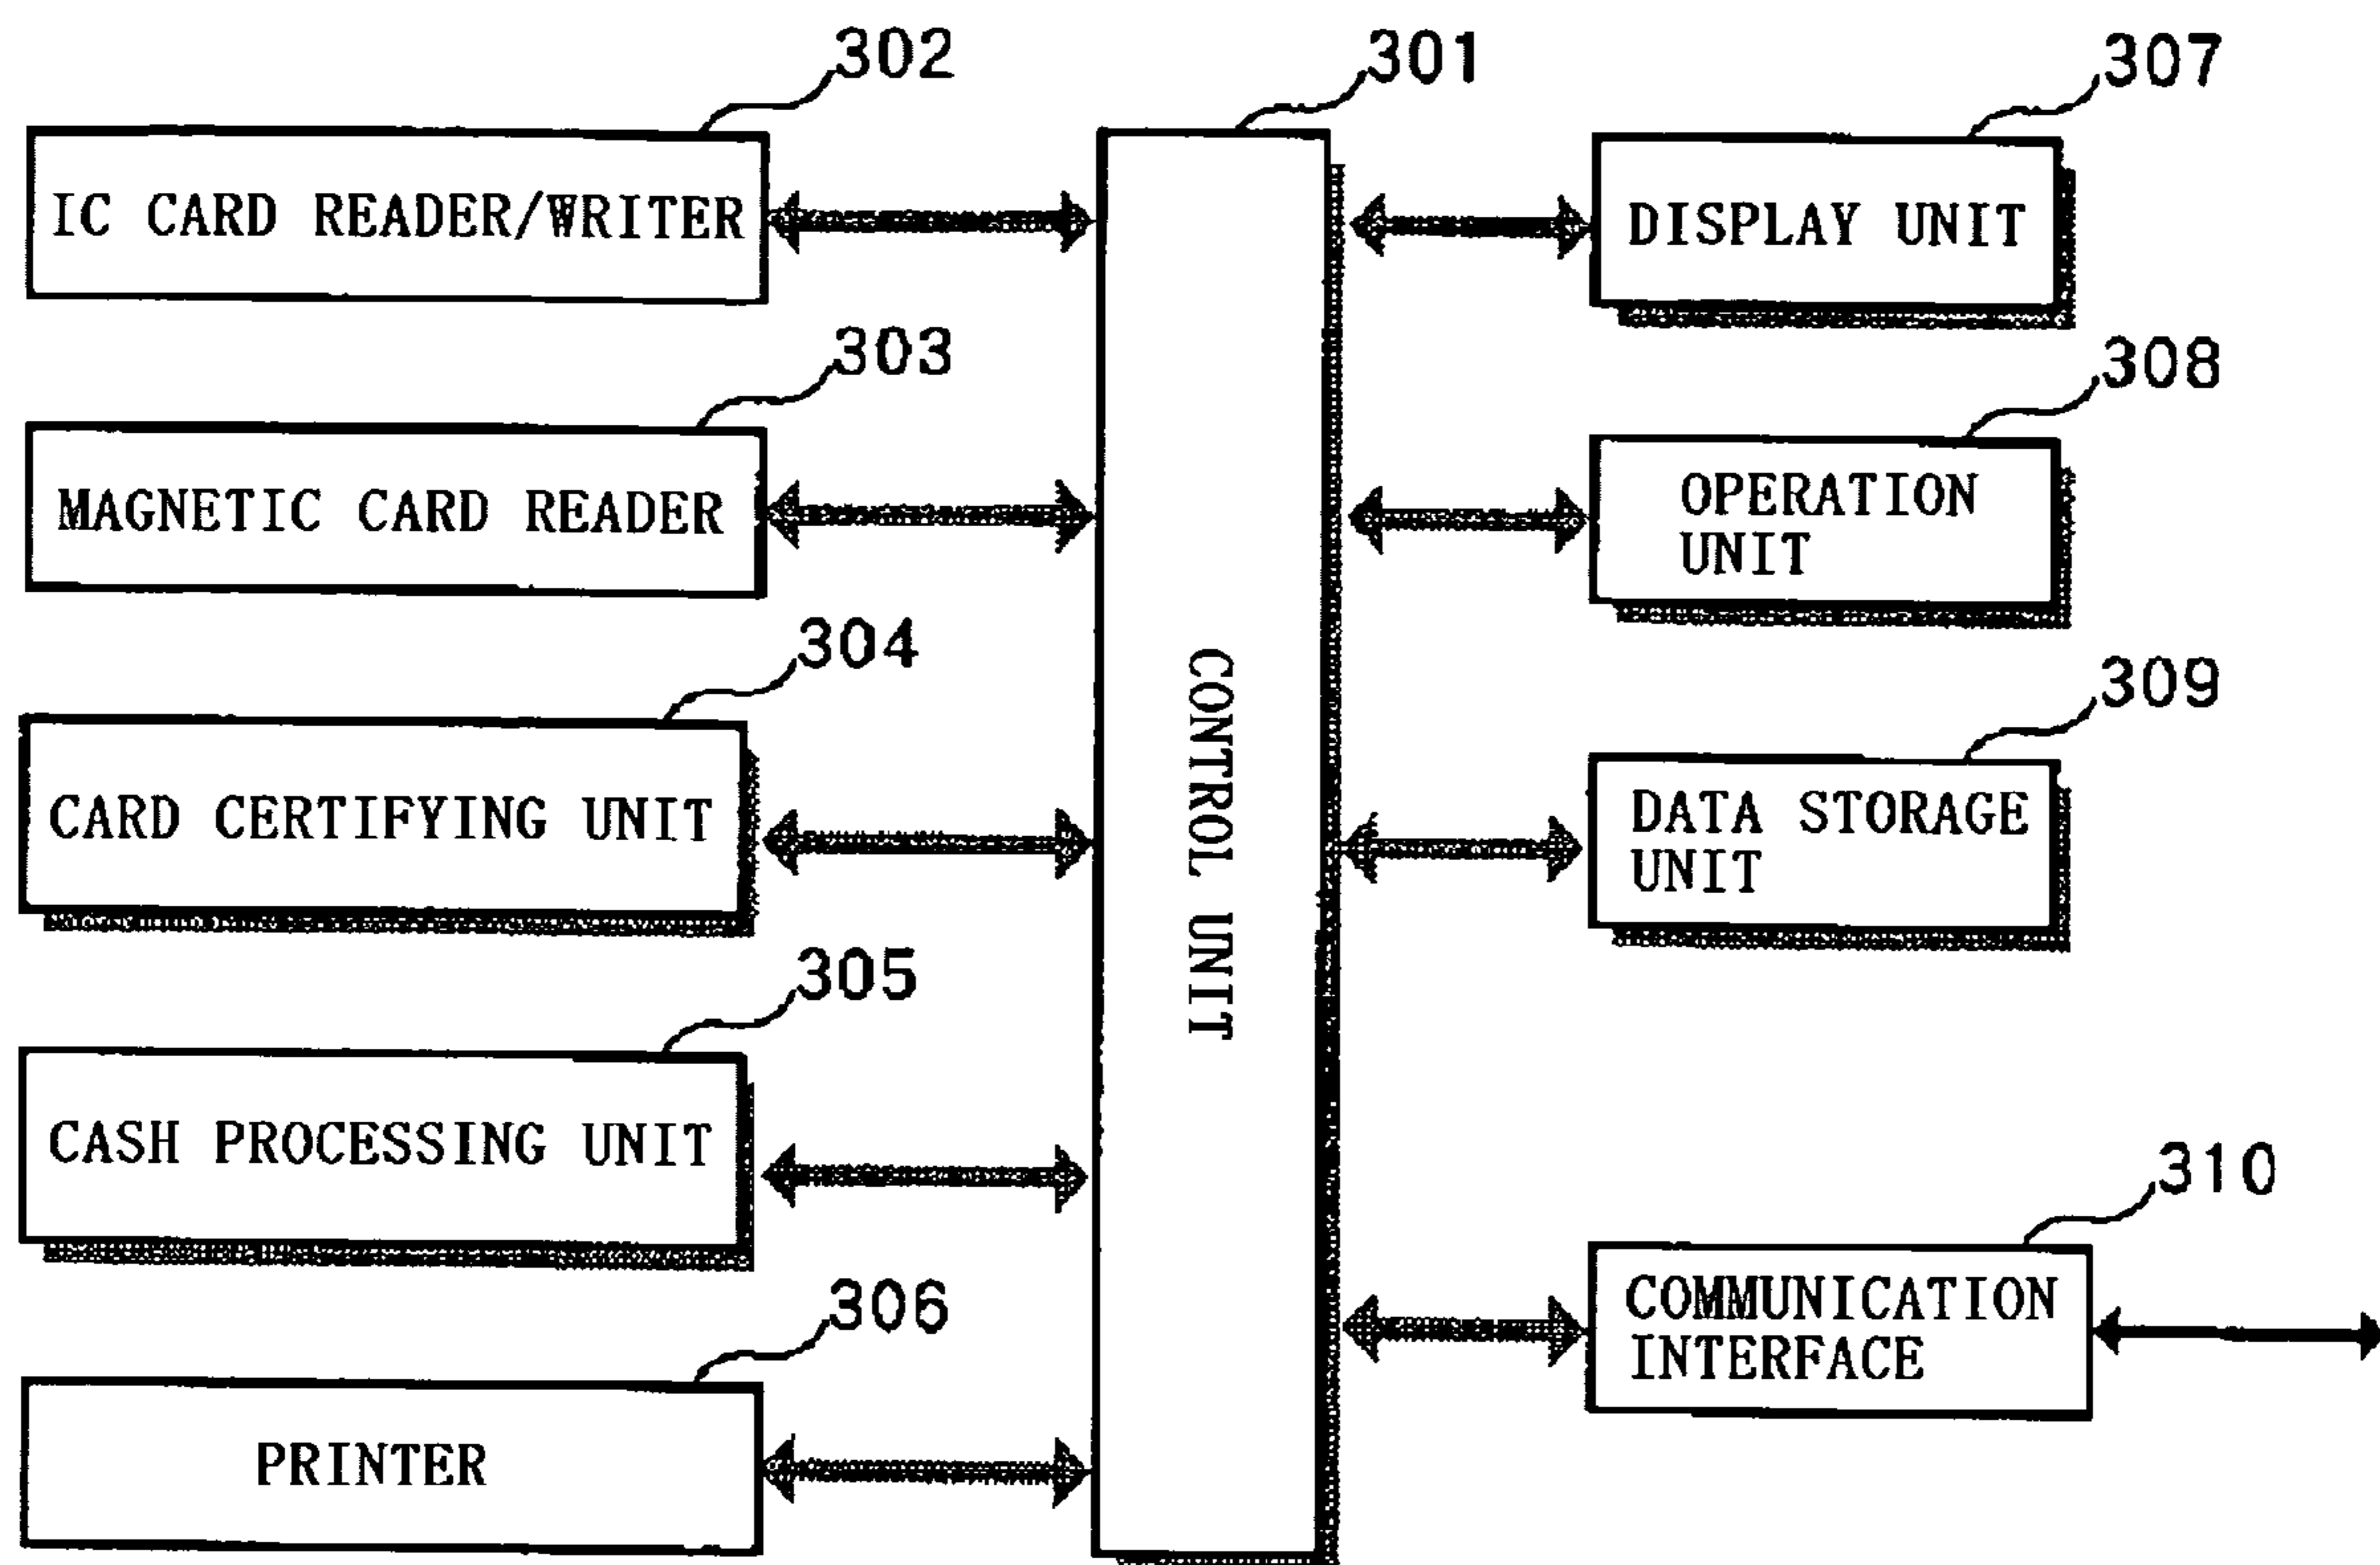 302
IC CARD READER/WRITER
303
MAGNETIC CARD READER
304
CARD CERTIFYING UNIT
305
CASH PROCESSING UNIT
306
PRINTER
301
CONTROL UNIT
307
DISPLAY UNIT
308
OPERATION
UNIT
309
DATA STORAGE
UNIT
310
COMMUNICATION
INTERFACE